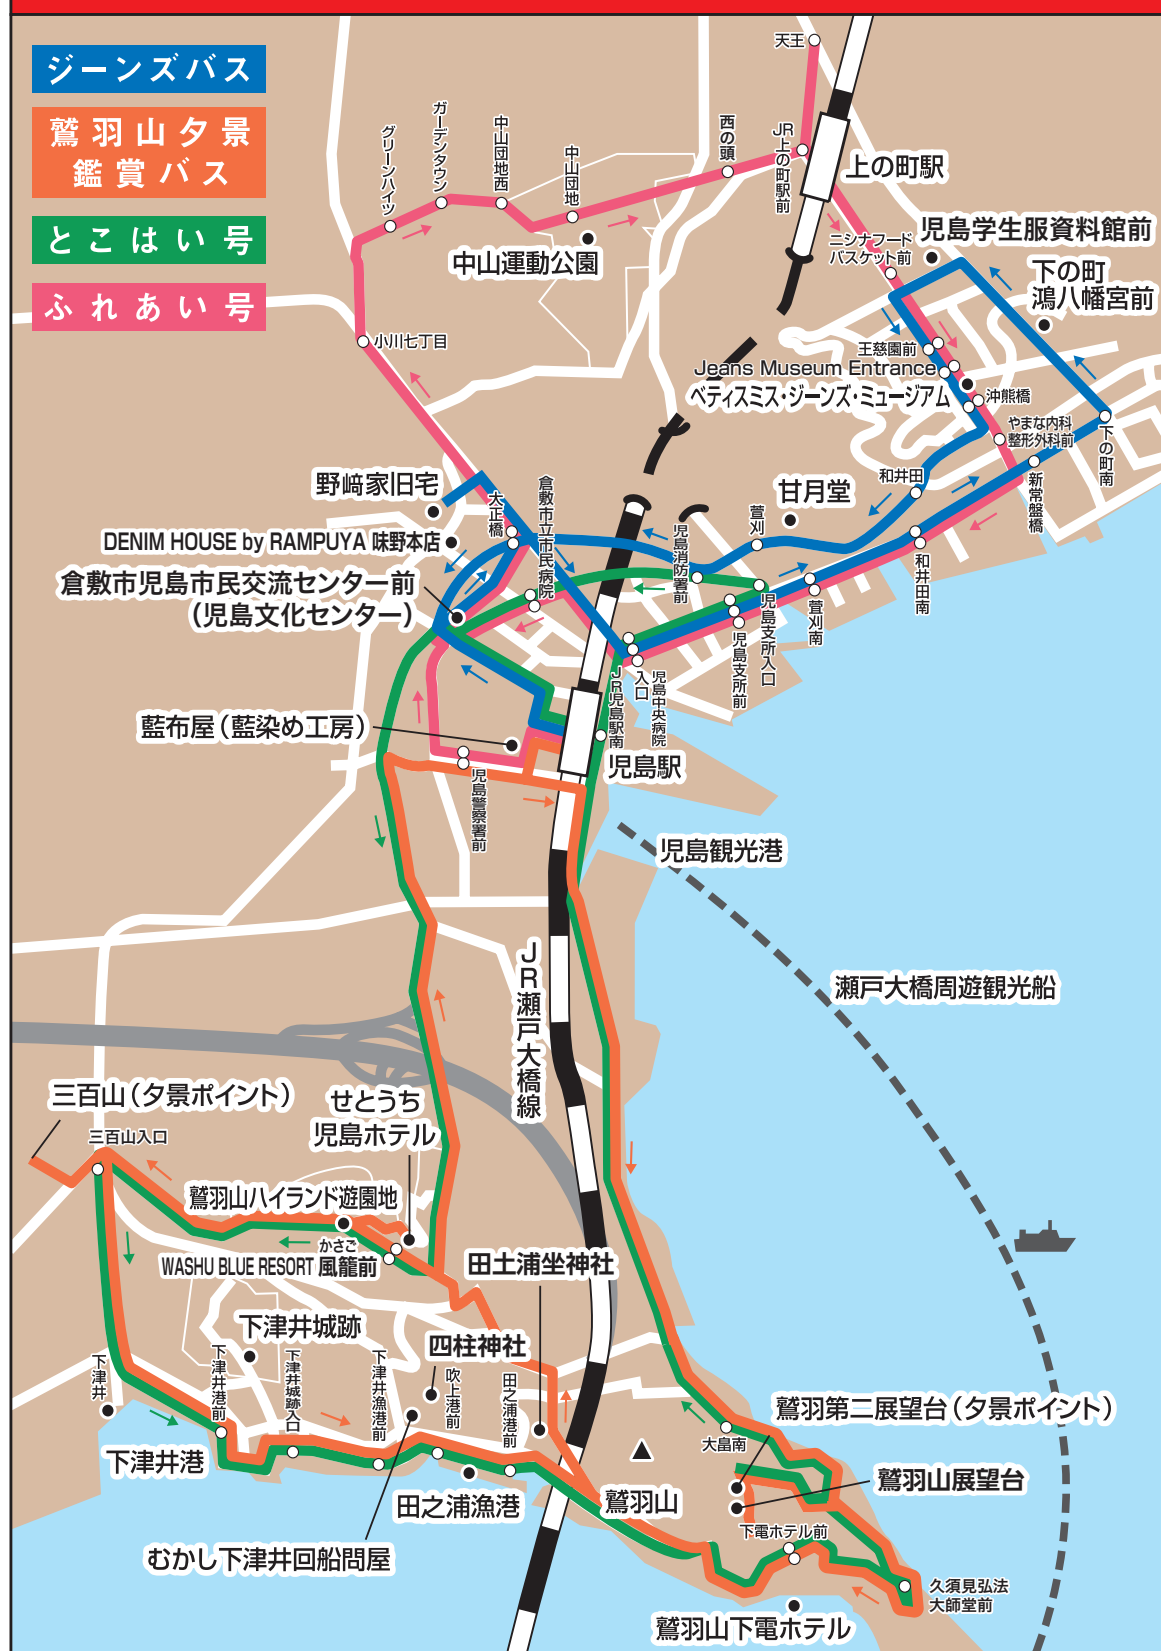 ジーンズバス
鷲羽山夕景
鑑賞バス
とこはい号
ふれあい号
天王
JR上の町駅前
上の町駅
西の頭
中山団地
中山団地西
ガーデンタウン
グリーンハイツ
中山運動公園
小川七丁目
ニシナフード
バスケット前
児島学生服資料館前
下の町
鴻八幡宮前
王慈園前
Jeans Museum Entrance
ベティスミス・ジーンズ・ミュージアム
沖熊橋
やまな内科
整形外科前
下の町南
新常盤橋
和井田
和井田南
甘月堂
萱刈
萱刈南
児島消防署前
児島支所入口
児島支所前
児島中央病院
入口
JR児島駅南
児島駅
野﨑家旧宅
大正橋
倉敷市立市民病院
DENIM HOUSE by RAMPUYA 味野本店
倉敷市児島市民交流センター前
(児島文化センター)
藍布屋(藍染め工房)
児島警察署前
児島観光港
瀬戸大橋周遊観光船
JR瀬戸大橋線
三百山(夕景ポイント)
三百山入口
せとうち
児島ホテル
鷲羽山ハイランド遊園地
WASHU BLUE RESORT 風籠前
かさご
田土浦坐神社
下津井城跡
四柱神社
下津井
下津井港前
下津井城跡入口
下津井漁港前
吹上港前
田之浦港前
下津井港
田之浦漁港
むかし下津井回船問屋
鷲羽山
大畠南
鷲羽第二展望台(夕景ポイント)
鷲羽山展望台
下電ホテル前
久須見弘法
大師堂前
鷲羽山下電ホテル